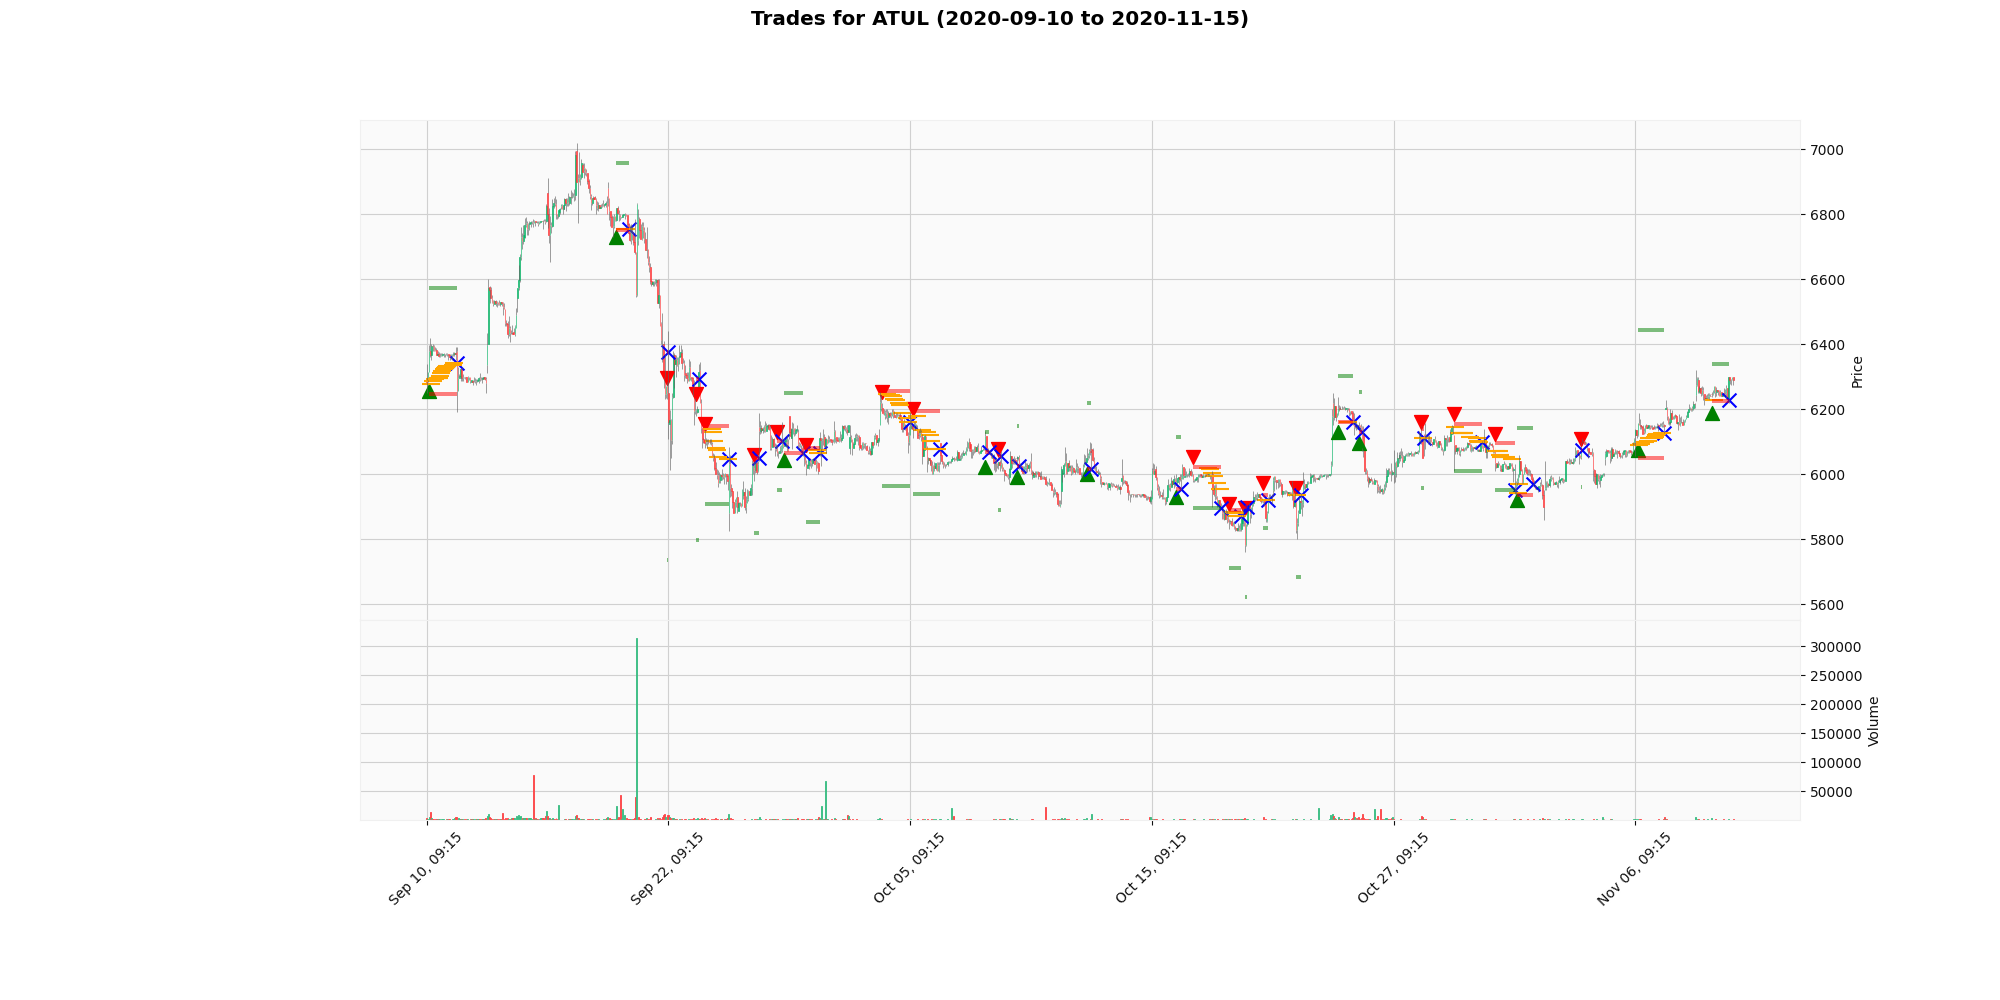 Trades for ATUL (2020-09-10 to 2020-11-15)
7000
6800
6600
6400
6200
6000
5800
5600
Price
300000
250000
200000
150000
100000
50000
Volume
Sep 10, 09:15
Sep 22, 09:15
Oct 05, 09:15
Oct 15, 09:15
Oct 27, 09:15
Nov 06, 09:15